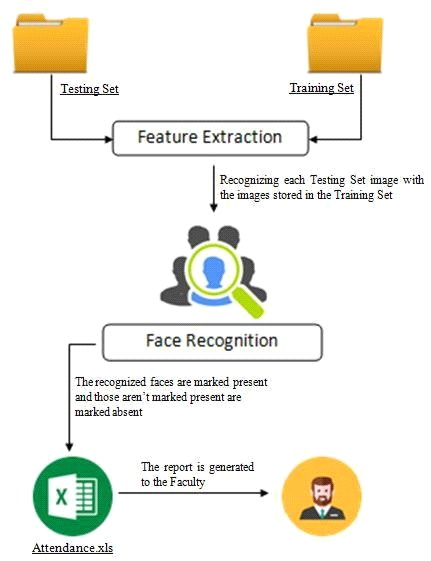 Testing Set
Training Set
Feature Extraction
Recognizing each Testing Set image with
the images stored in the Training Set
Face Recognition
The recognized faces are marked present
and those aren't marked present are
marked absent
The report is generated
to the Faculty
X
Attendance.xls